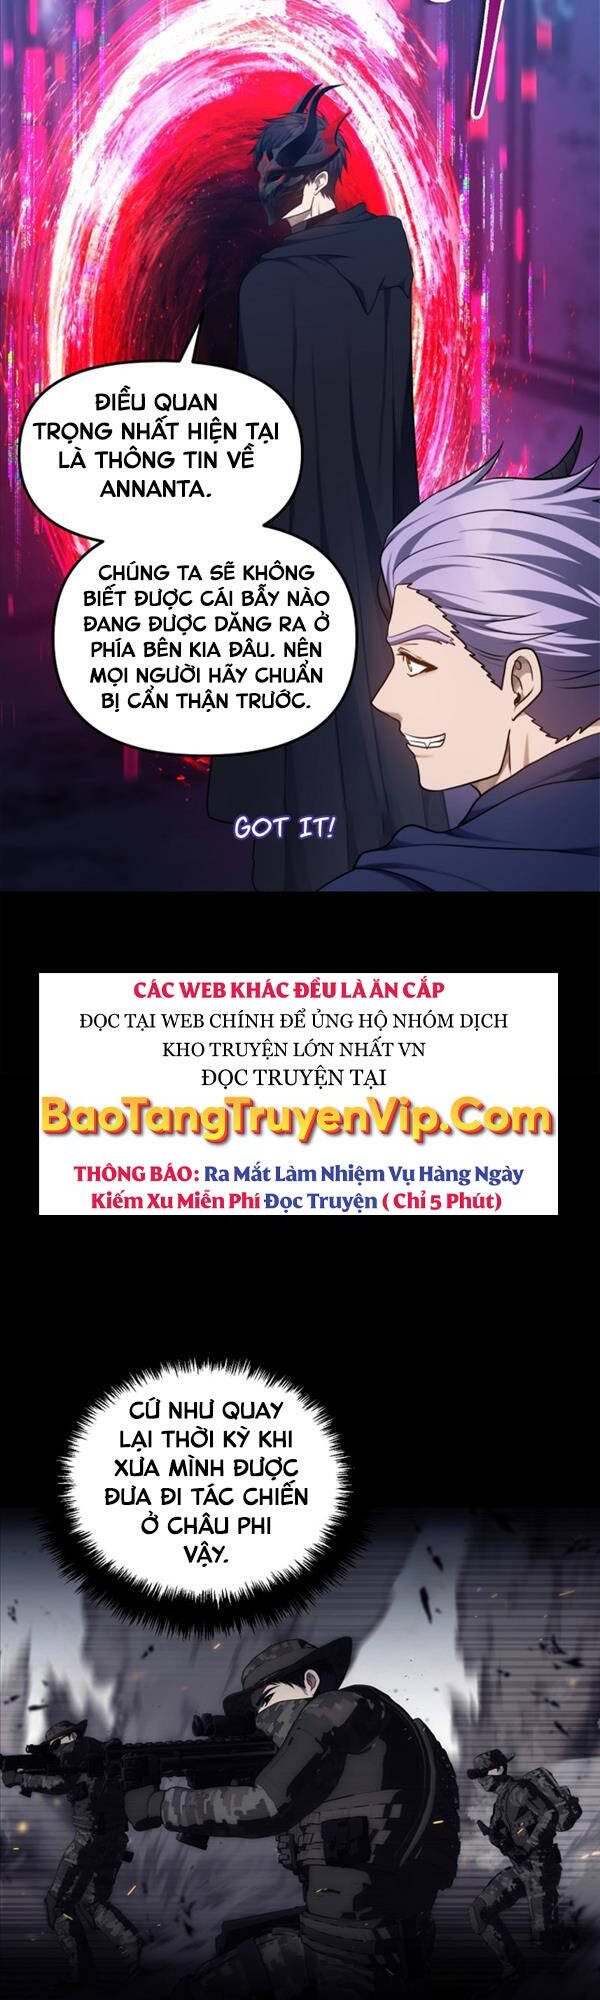 ĐIỀU QUAN
TRỌNG NHẤT HIỆN TẠI
LÀ THÔNG TIN VỀ
ANNANTA.
CHÚNG TA SẼ KHÔNG
BIẾT ĐƯỢC CÁI BẪY NÀO
ĐANG ĐƯỢC DĂNG RA Ở
PHÍA BÊN KIA ĐÂU. NÊN
MỌI NGƯỜI HÃY CHUẨN
BỊ CẨN THẬN TRƯỚC.
GOT IT!
CÁC WEB KHÁC ĐỀU LÀ ĂN CẮP
ĐỌC TẠI WEB CHÍNH ĐỂ ỦNG HỘ NHÓM DỊCH
KHO TRUYỆN LỚN NHẤT VN
ĐỌC TRUYỆN TẠI
BaoTangTruyenVip.Com
THÔNG BÁO: Ra Mắt Làm Nhiệm Vụ Hàng Ngày
Kiếm Xu Miễn Phí Đọc Truyện ( Chỉ 5 Phút)
CỨ NHƯ QUAY
LẠI THỜI KỲ KHI
XƯA MÌNH ĐƯỢC
ĐƯA ĐI TÁC CHIẾN
Ở CHÂU PHI
VẬY.